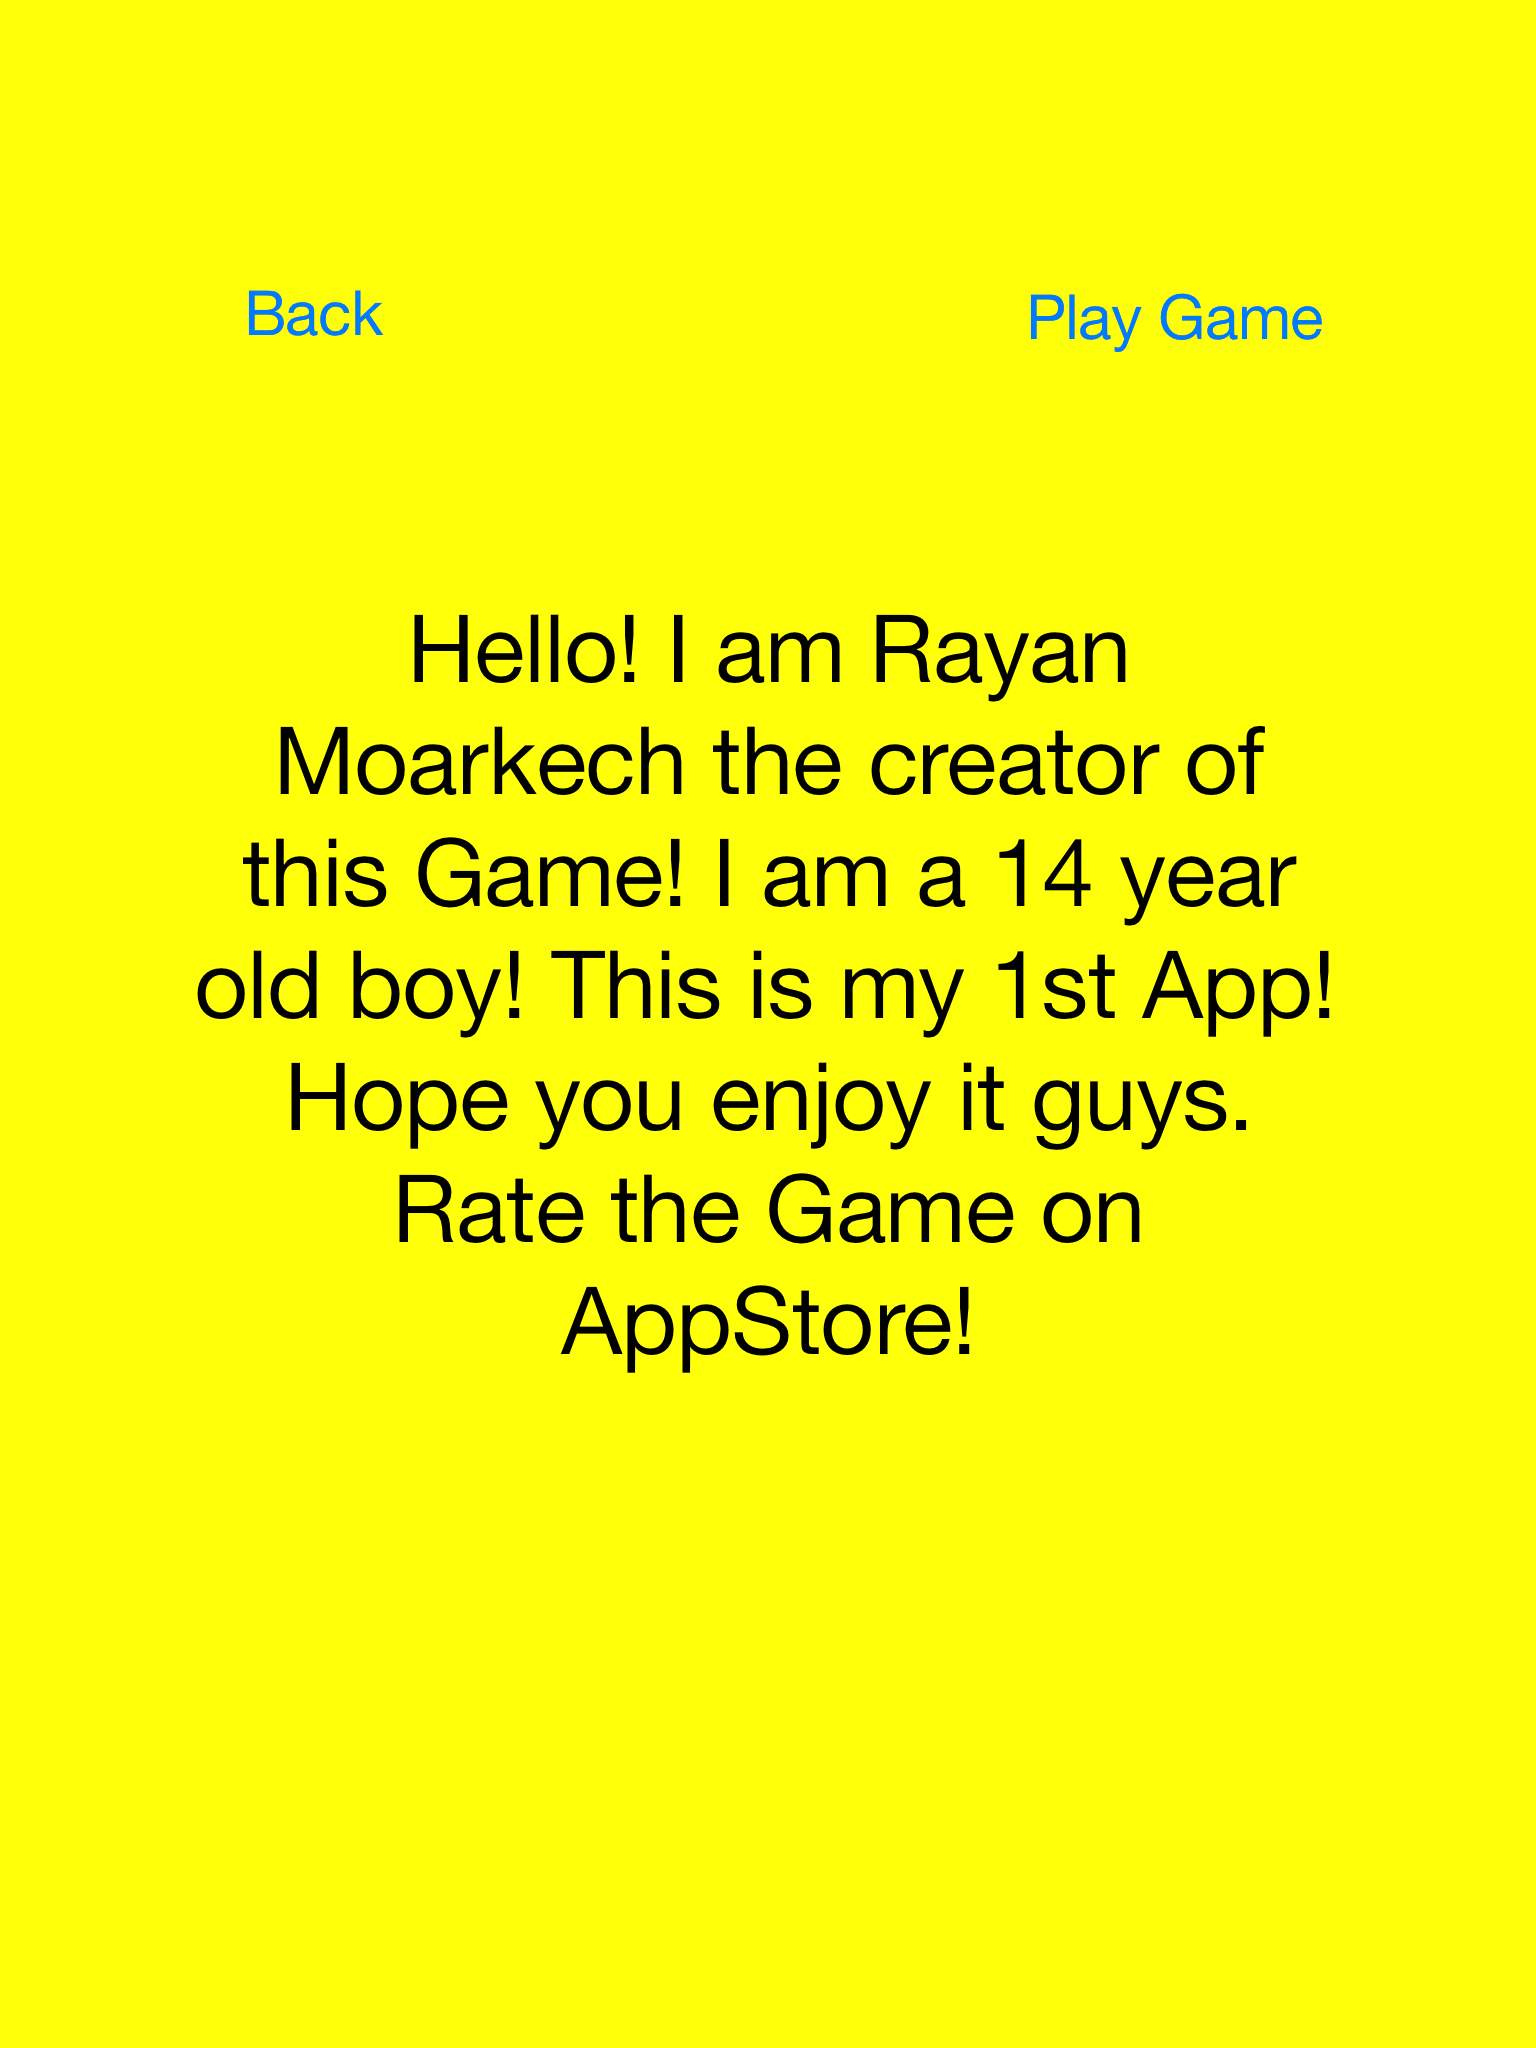 Back
Play Game
Hello! I am Rayan
Moarkech the creator of
this Game! I am a 14 year
old boy! This is my 1st App!
Hope you enjoy it guys.
Rate the Game on
AppStore!